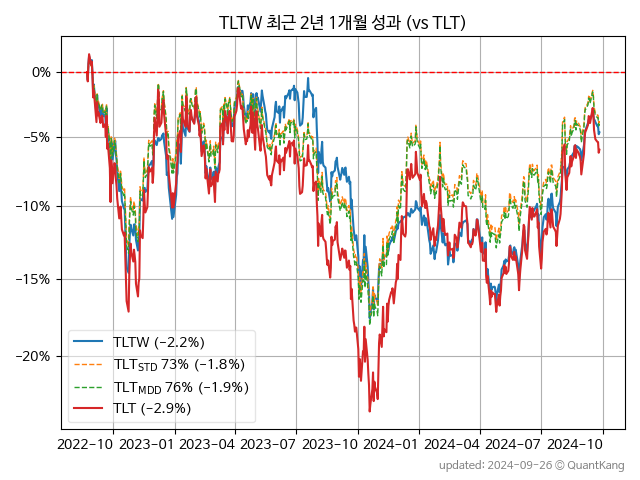 TLTW 최근 2년 1개월 성과 (vs TLT)
0%
−5%
−10%
−15%
−20%
TLTW (−2.2%)
TLT_STD 73% (−1.8%)
TLT_MDD 76% (−1.9%)
TLT (−2.9%)
2022−10 2023−01 2023−04 2023−07 2023−10 2024−01 2024−04 2024−07 2024−10
updated: 2024−09−26 © QuantKang